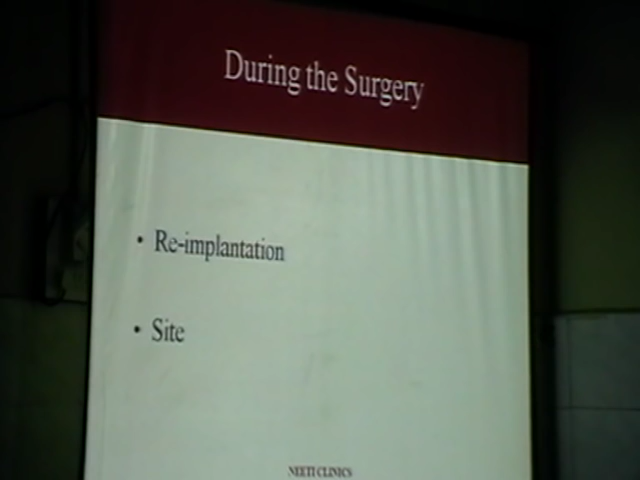 During the Surgery
• Re-implantation
• Site
NEETI CLINICS